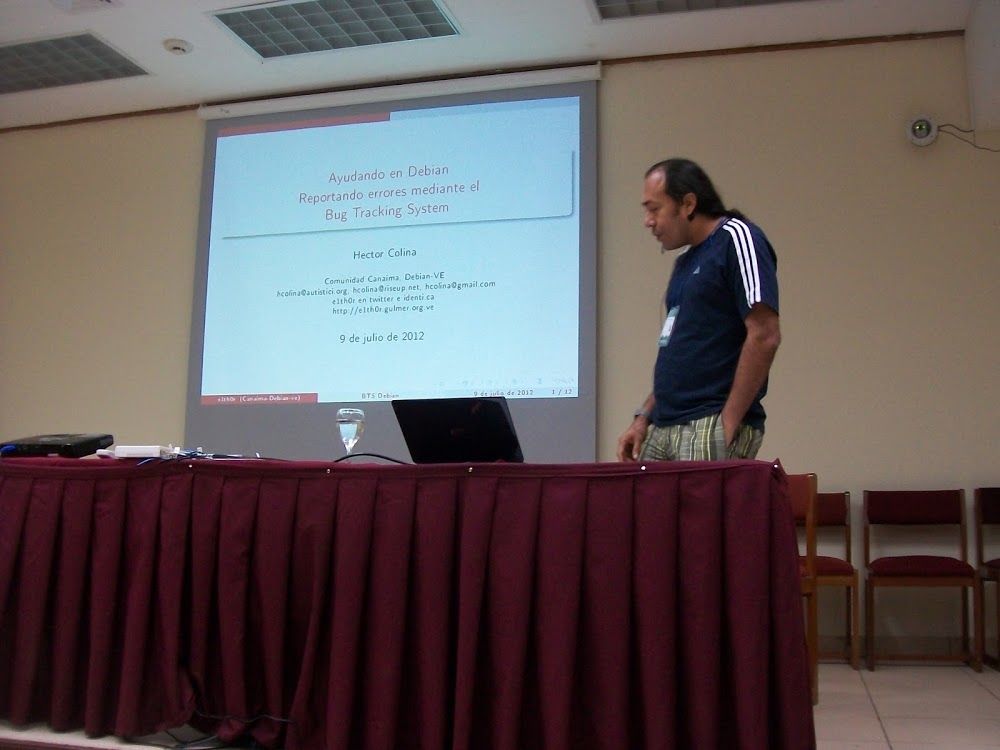 Ayudando en Debian
Reportando errores mediante el
Bug Tracking System
Hector Colina
Comunidad Canaima, Debian-VE
hcolina@autistici.org, hcolina@riseup.net, hcolina@gmail.com
e1th0r en twitter e identi.ca
http://e1th0r.gulmer.org.ve
9 de julio de 2012
e1th0r (Canaima-Debian-ve) BTS Debian 9 de julio de 2012 1 / 12